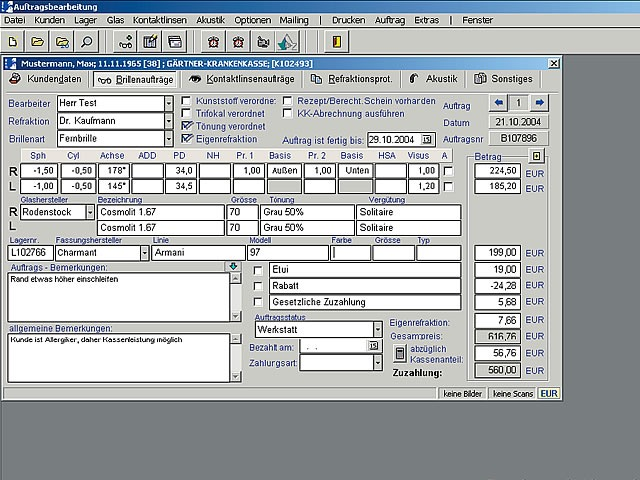 Auftragsbearbeitung
Datei Kunden Lager Glas Kontaktlinsen Akustik Optionen Mailing | Drucken Auftrag Extras | Fenster
Mustermann, Max; 11.11.1965 [38] ; GÄRTNER-KRANKENKASSE; [K102493]
Kundendaten Brillenaufträge Kontaktlinsenaufträge Refraktionsprot. Akustik Sonstiges
Bearbeiter Herr Test Kunststoff verordne: Rezept/Berecht.Schein vorharden Auftrag 1
Refraktion Dr. Kaufmann Trifokal verordnet KK-Abrechnung ausführen Datum 21.10.2004
Tönung verordnet
Brillenart Fernbrille Eigenrefraktion Auftrag ist fertig bis: 29.10.2004 15 Auftragsnr B107896
Sph Cyl Achse ADD PD NH Pr. 1 Basis Pr. 2 Basis HSA Visus A Betrag
R -1,50 -0,50 178° 34,0 1,00 Außen 1,00 Unten 1,00 224,50 EUR
L -1,00 -0,50 145° 34,5 1,20 185,20 EUR
Glashersteller Bezeichnung Grösse Tönung Vergütung
R Rodenstock Cosmolit 1.67 70 Grau 50% Solitaire
L Cosmolit 1.67 70 Grau 50% Solitaire
Lagernr. Fassungshersteller Linie Modell Farbe Grösse Typ
L102766 Charmant Armani 97 199,00 EUR
Auftrags - Bemerkungen: Etui 19,00 EUR
Rand etwas höher einschleifen Rabatt -24,28 EUR
Gesetzliche Zuzahlung 5,68 EUR
Auftragsstatus Eigenrefraktion: 7,66 EUR
allgemeine Bemerkungen: Werkstatt Gesamtpreis: 616,76 EUR
Kunde ist Allergiker, daher Kassenleistung möglich Bezahlt am: . . 15 abzüglich Kassenanteil: 56,76 EUR
Zahlungsart: Zuzahlung: 560,00 EUR
keine Bilder keine Scans EUR